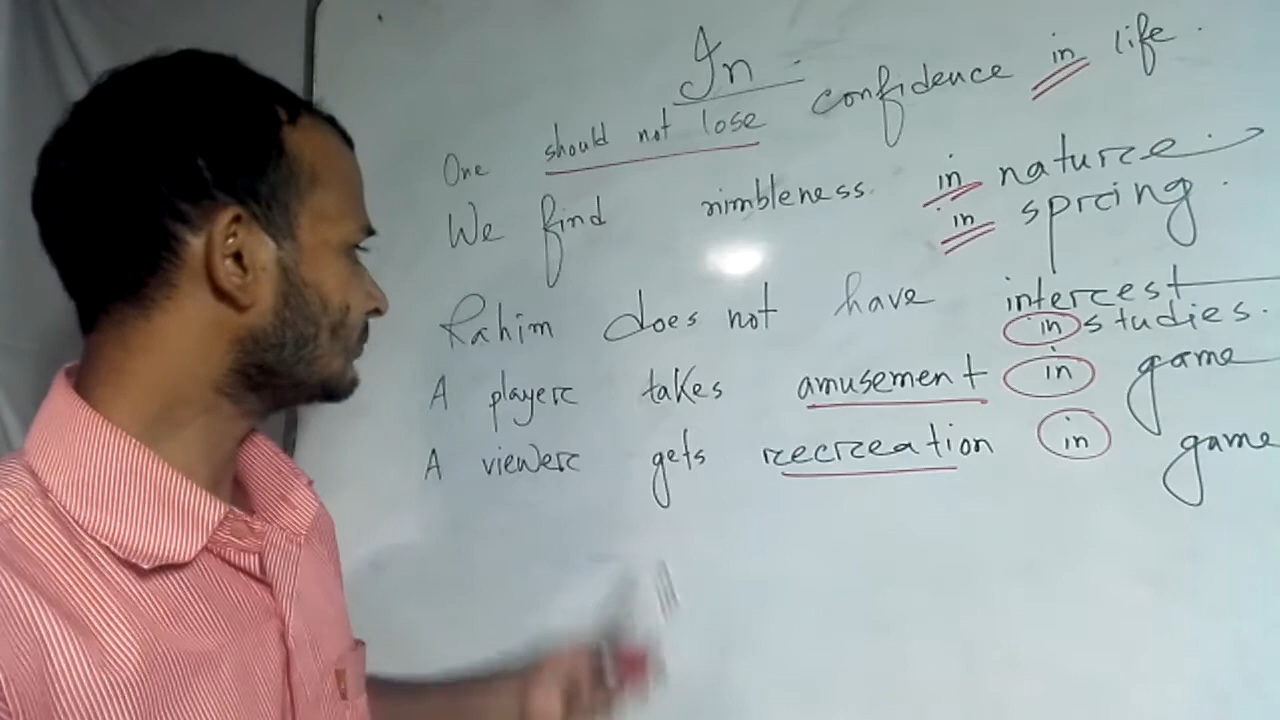 In
One should not lose confidence in life.
We find nimbleness. in nature.
in spring.
Rahim does not have interest
in studies.
A player takes amusement in game
A viewer gets recreation in game